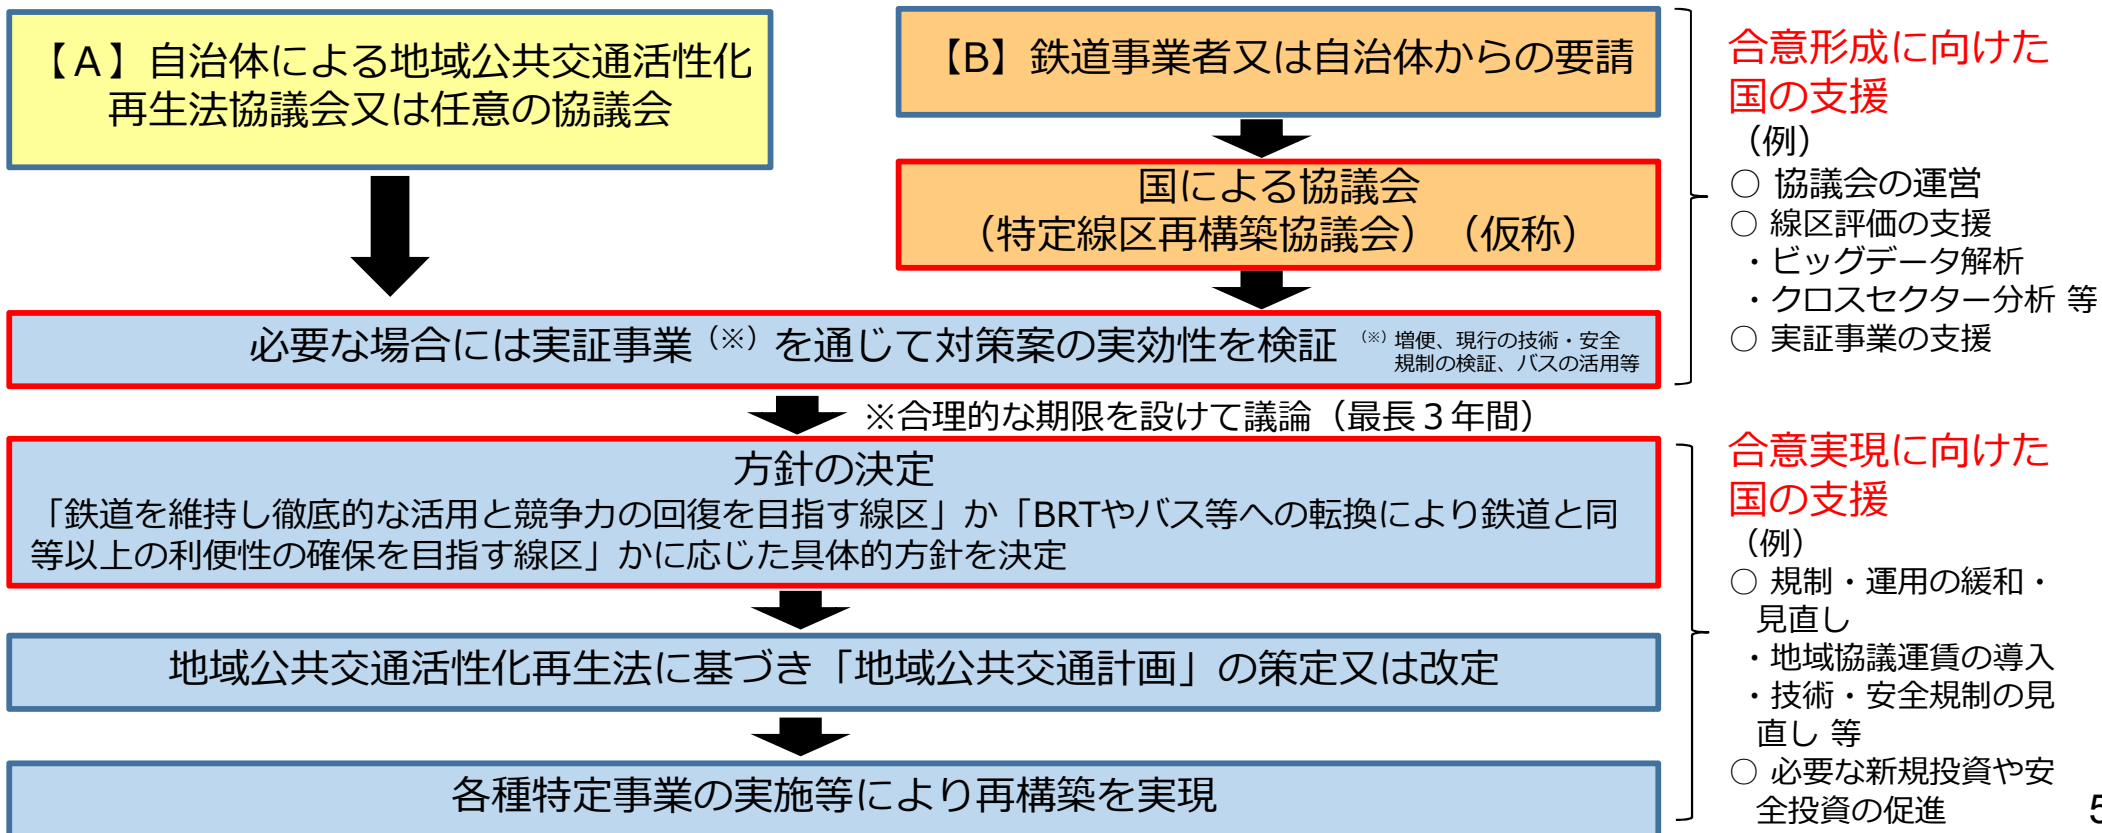 【A】自治体による地域公共交通活性化
再生法協議会又は任意の協議会
【B】鉄道事業者又は自治体からの要請
国による協議会
（特定線区再構築協議会）（仮称）
必要な場合には実証事業（※）を通じて対策案の実効性を検証
（※）増便、現行の技術・安全
規制の検証、バスの活用等
※合理的な期限を設けて議論（最長３年間）
方針の決定
「鉄道を維持し徹底的な活用と競争力の回復を目指す線区」か「BRTやバス等への転換により鉄道と同
等以上の利便性の確保を目指す線区」かに応じた具体的方針を決定
地域公共交通活性化再生法に基づき「地域公共交通計画」の策定又は改定
各種特定事業の実施等により再構築を実現
合意形成に向けた
国の支援
（例）
○ 協議会の運営
○ 線区評価の支援
・ビッグデータ解析
・クロスセクター分析 等
○ 実証事業の支援
合意実現に向けた
国の支援
（例）
○ 規制・運用の緩和・
見直し
・地域協議運賃の導入
・技術・安全規制の見
直し 等
○ 必要な新規投資や安
全投資の促進
5